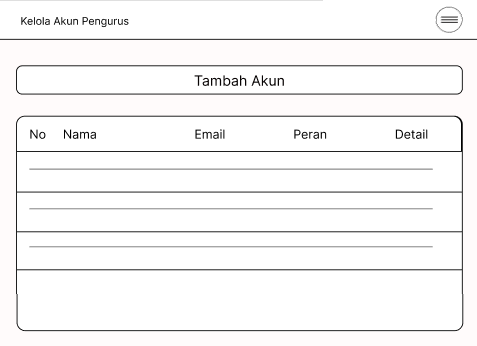 Kelola Akun Pengurus
Tambah Akun
No Nama Email Peran Detail